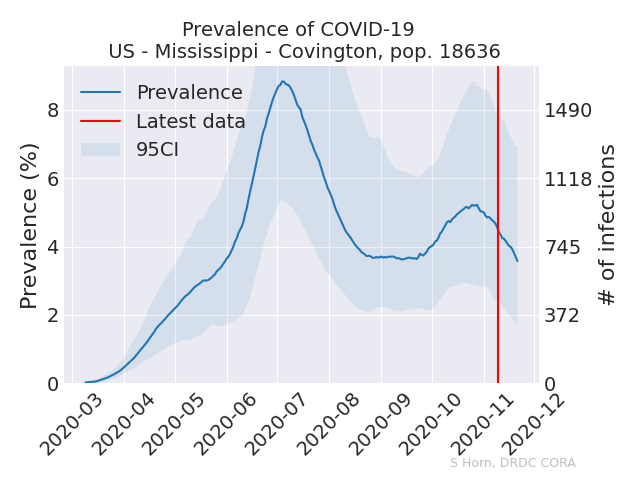 Prevalence of COVID-19
US - Mississippi - Covington, pop. 18636
Prevalence
Latest data
95CI
Prevalence (%)
8
6
4
2
0
1490
1118
745
372
0
# of infections
2020-03
2020-04
2020-05
2020-06
2020-07
2020-08
2020-09
2020-10
2020-11
2020-12
S Horn, DRDC CORA